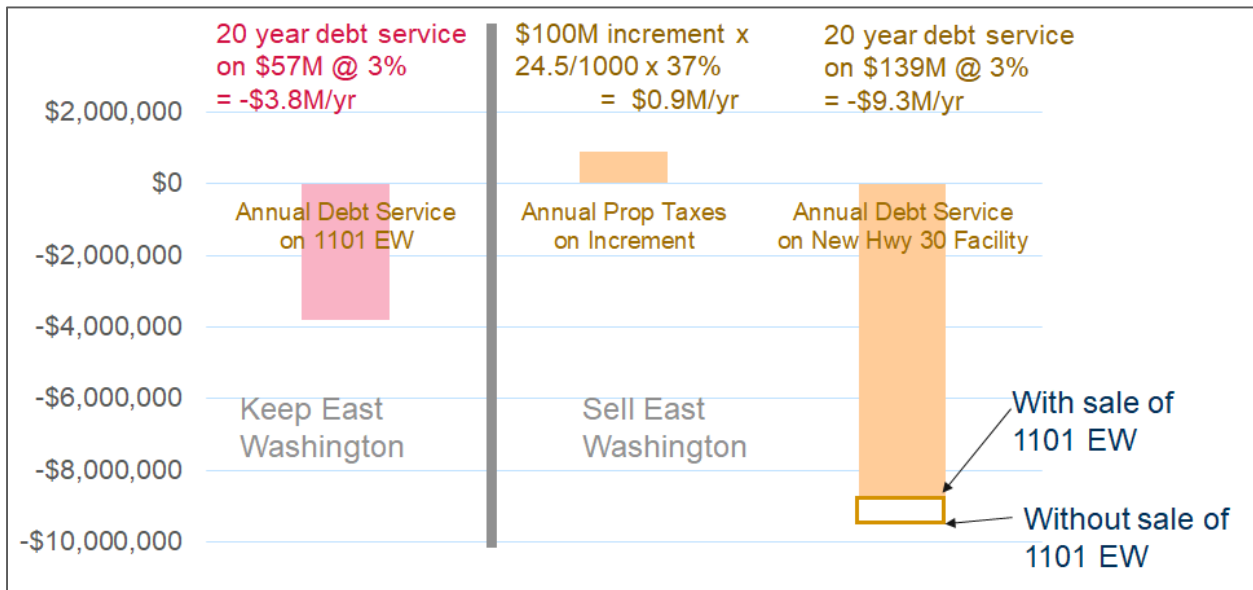 20 year debt service
on $57M @ 3%
= -$3.8M/yr
$100M increment x
24.5/1000 x 37%
= $0.9M/yr
20 year debt service
on $139M @ 3%
= -$9.3M/yr
$2,000,000
$0
-$2,000,000
-$4,000,000
-$6,000,000
-$8,000,000
-$10,000,000
Annual Debt Service
on 1101 EW
Annual Prop Taxes
on Increment
Annual Debt Service
on New Hwy 30 Facility
Keep East
Washington
Sell East
Washington
With sale of
1101 EW
Without sale of
1101 EW